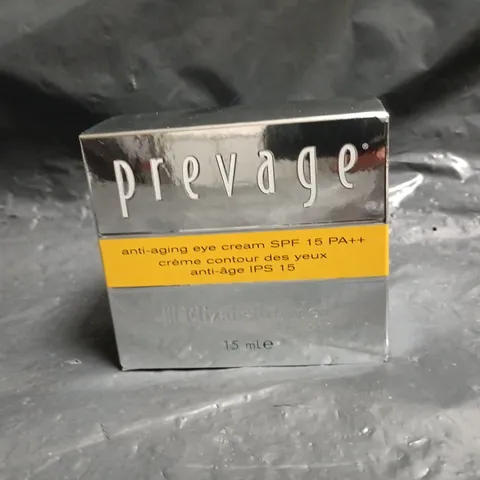 prevage®
anti-aging eye cream SPF 15 PA++
crème contour des yeux
anti-âge IPS 15
15 mL e